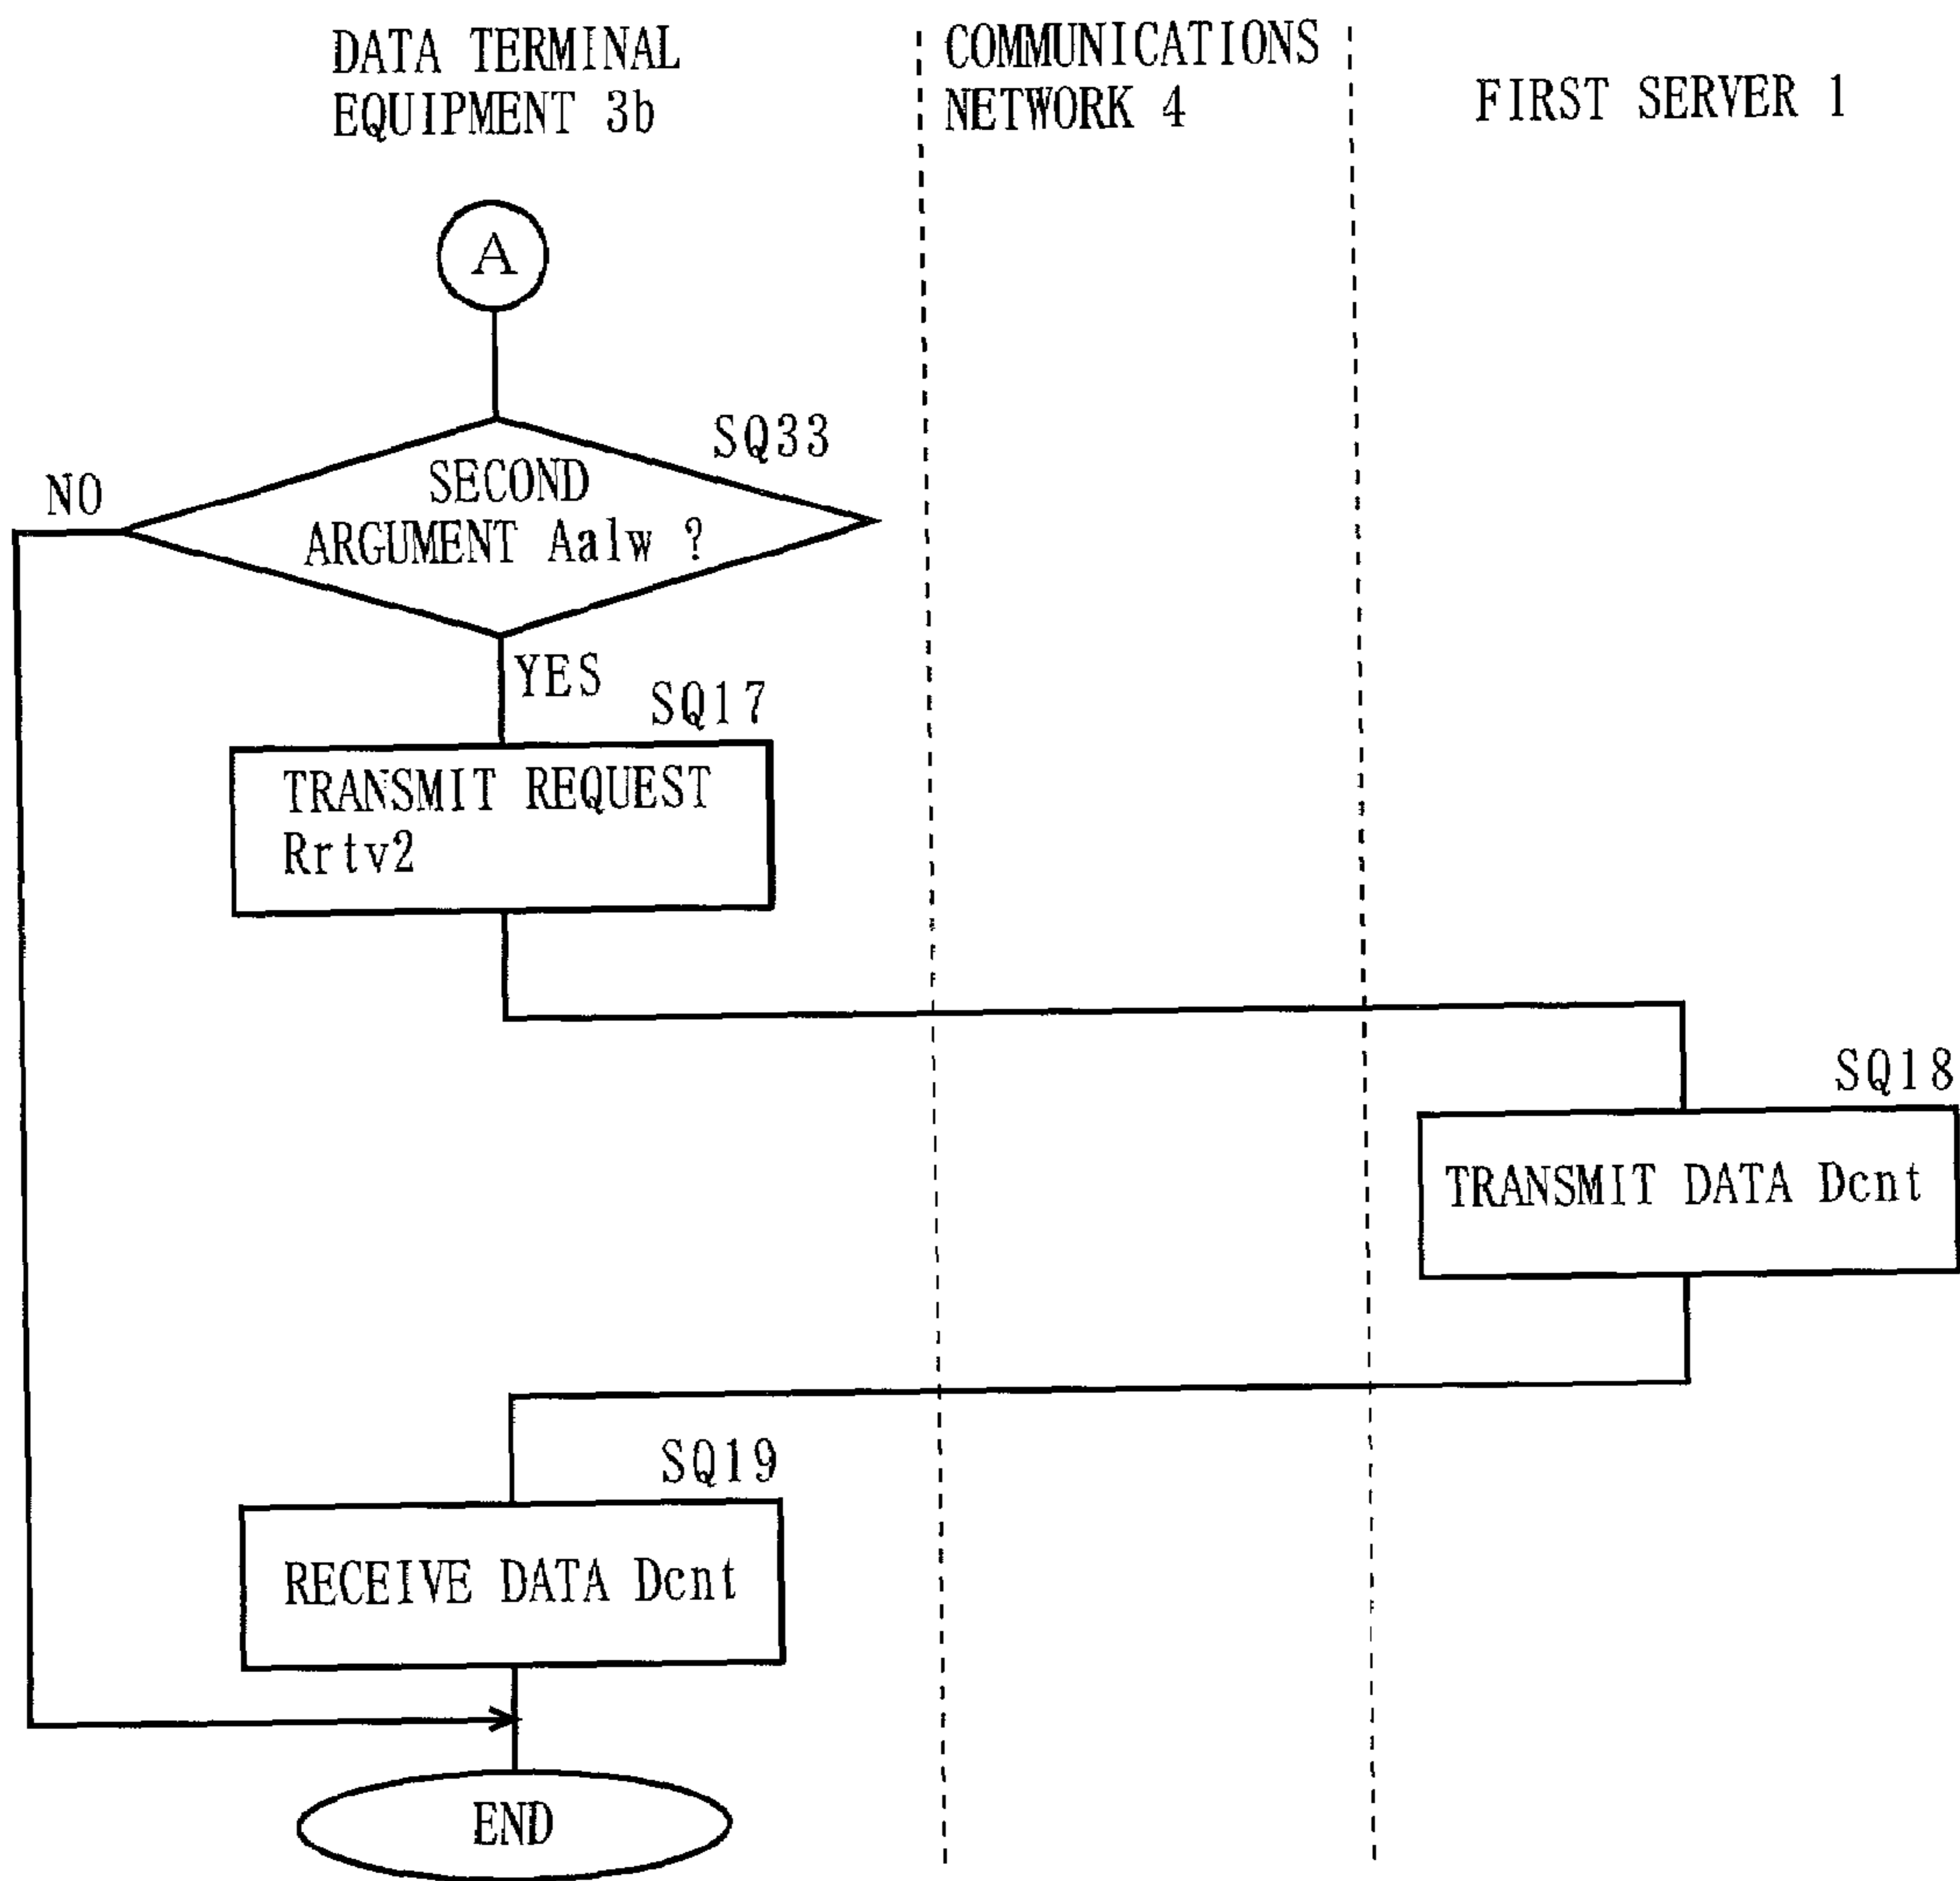 DATA TERMINAL
EQUIPMENT 3b
COMMUNICATIONS
NETWORK 4
FIRST SERVER 1
A
SQ33
NO
SECOND
ARGUMENT Aalw ?
YES
SQ17
TRANSMIT REQUEST
Rrtv2
SQ18
TRANSMIT DATA Dcnt
SQ19
RECEIVE DATA Dcnt
END